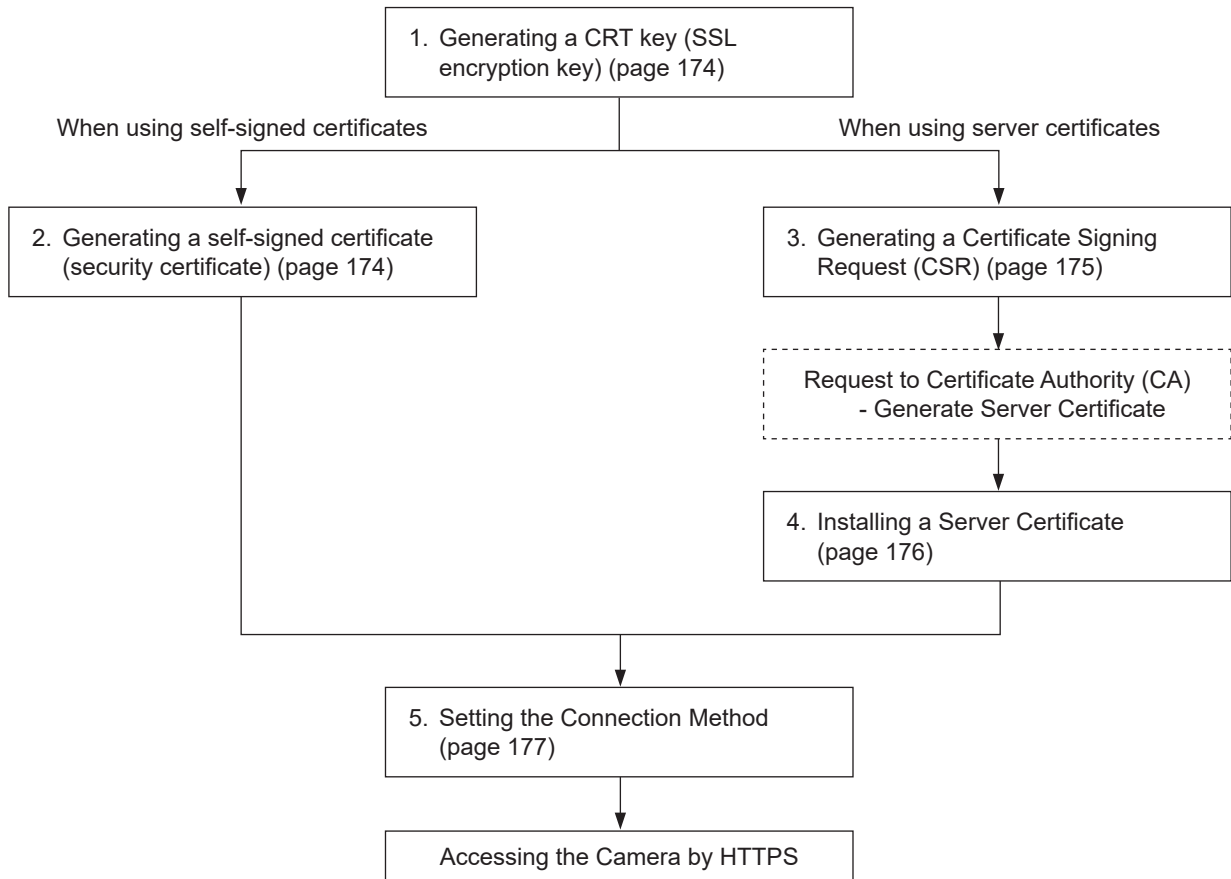 1. Generating a CRT key (SSL
encryption key) (page 174)
When using self-signed certificates
When using server certificates
2. Generating a self-signed certificate
(security certificate) (page 174)
3. Generating a Certificate Signing
Request (CSR) (page 175)
Request to Certificate Authority (CA)
- Generate Server Certificate
4. Installing a Server Certificate
(page 176)
5. Setting the Connection Method
(page 177)
Accessing the Camera by HTTPS